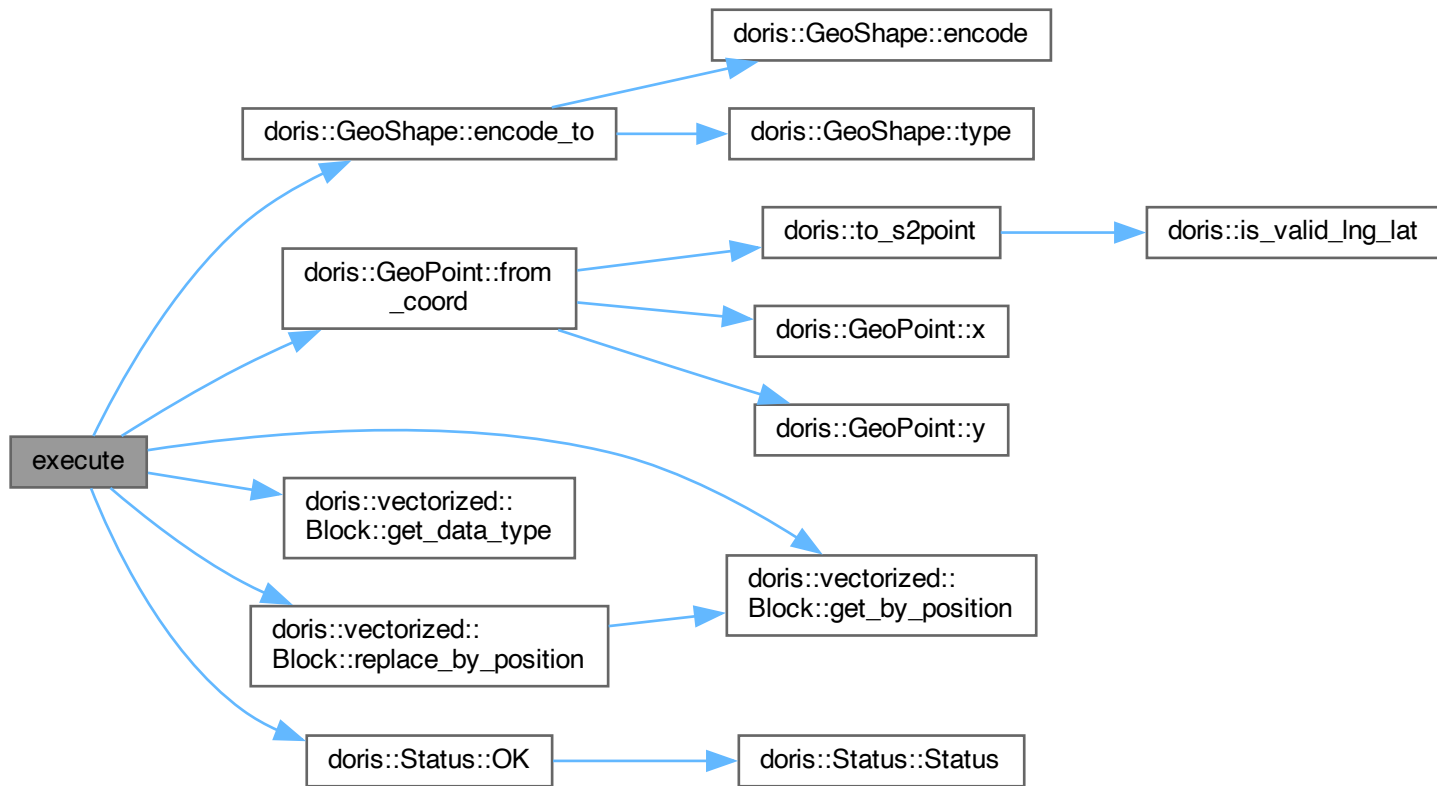 doris::GeoShape::encode
doris::GeoShape::encode_to
doris::GeoShape::type
doris::to_s2point
doris::is_valid_lng_lat
doris::GeoPoint::from
_coord
doris::GeoPoint::x
doris::GeoPoint::y
execute
doris::vectorized::
Block::get_data_type
doris::vectorized::
Block::get_by_position
doris::vectorized::
Block::replace_by_position
doris::Status::OK
doris::Status::Status